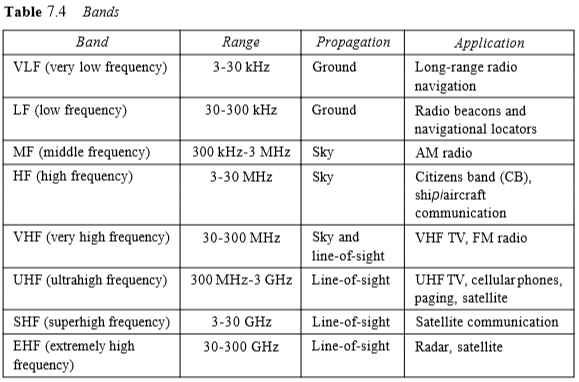 Table 7.4 Bands
Band Range Propagation Application
VLF (very low frequency) 3-30 kHz Ground Long-range radio
navigation
LF (low frequency) 30-300 kHz Ground Radio beacons and
navigational locators
MF (middle frequency) 300 kHz-3 MHz Sky AM radio
HF (high frequency) 3-30 MHz Sky Citizens band (CB),
ship/aircraft
communication
VHF (very high frequency) 30-300 MHz Sky and VHF TV, FM radio
line-of-sight
UHF (ultrahigh frequency) 300 MHz-3 GHz Line-of-sight UHF TV, cellular phones,
paging, satellite
SHF (superhigh frequency) 3-30 GHz Line-of-sight Satellite communication
EHF (extremely high 30-300 GHz Line-of-sight Radar, satellite
frequency)